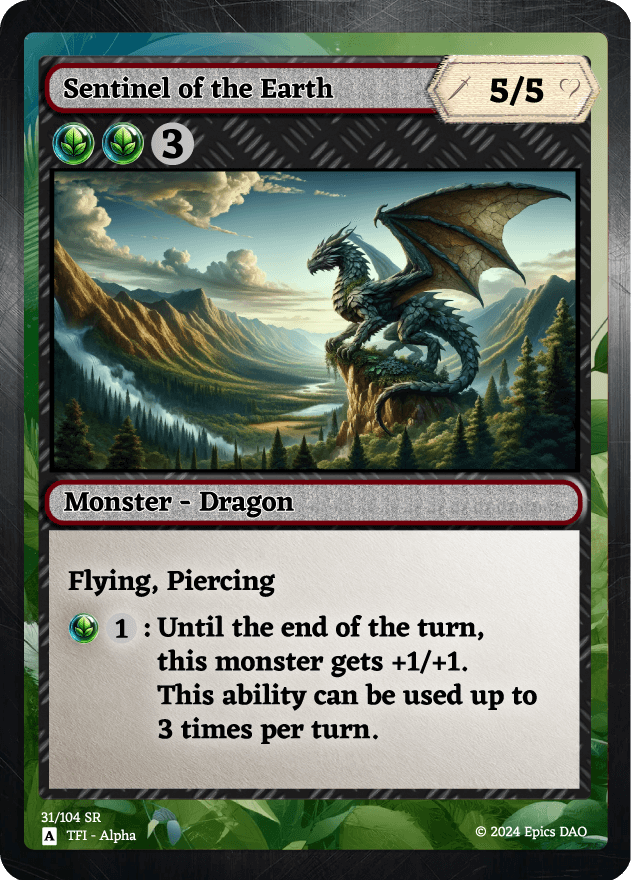 Sentinel of the Earth
5/5
3
Monster - Dragon
Flying, Piercing
1 : Until the end of the turn,
this monster gets +1/+1.
This ability can be used up to
3 times per turn.
31/104 SR
A TFI - Alpha
© 2024 Epics DAO